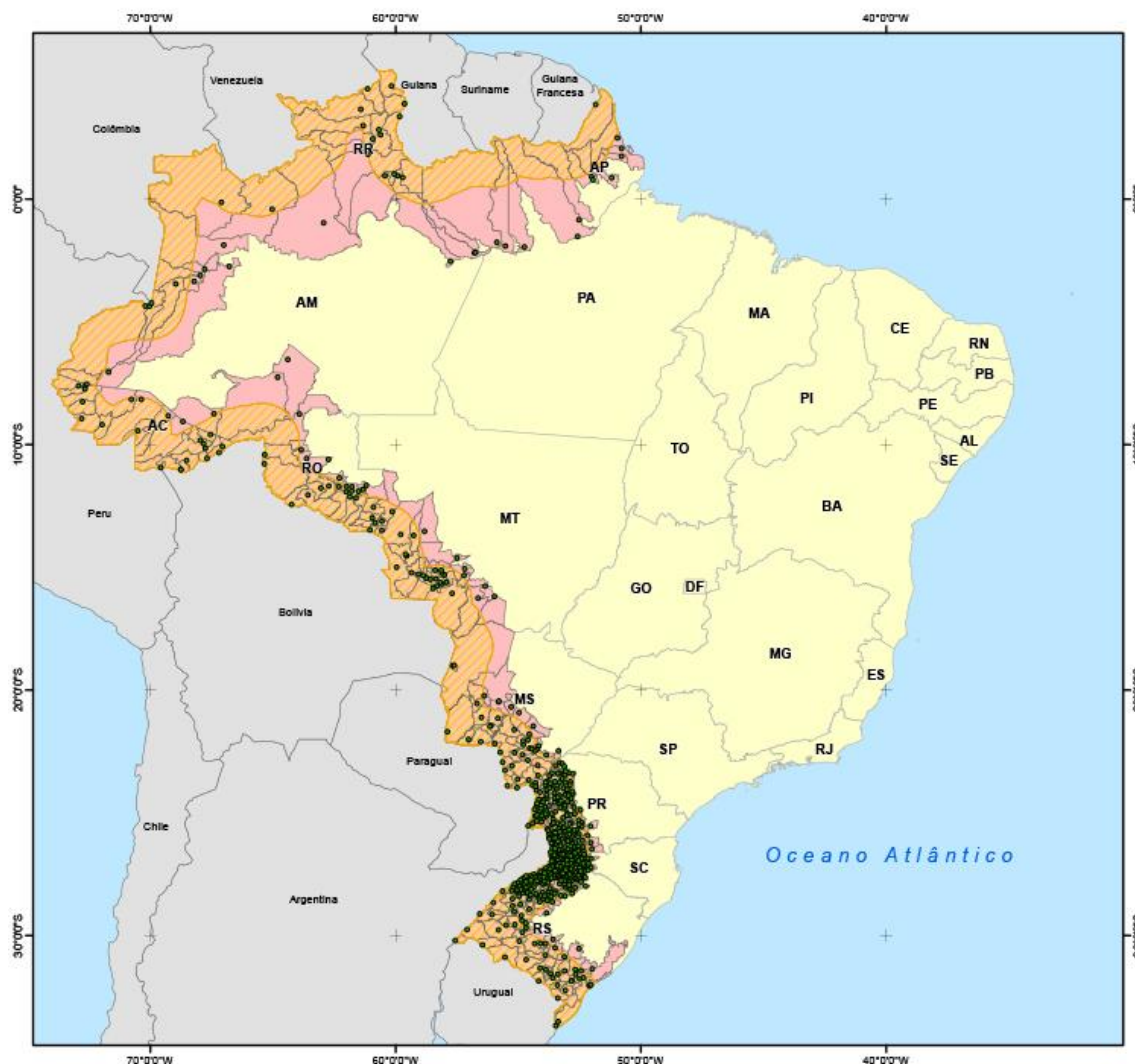 70°0'0"W 60°0'0"W 50°0'0"W 40°0'0"W
Venezuela
Guiana
Suriname
Guiana
Francesa
Colômbia
RR
AP
0°0'0"
AM
PA
MA
CE
RN
PB
PI
PE
AL
SE
AC
10°0'0"S
RO
TO
BA
Peru
MT
GO
DF
Bolívia
MG
ES
20°0'0"S
MS
SP
RJ
Paraguai
PR
Chile
Oceano Atlântico
SC
Argentina
RS
30°0'0"S
Uruguai
70°0'0"W 60°0'0"W 50°0'0"W 40°0'0"W